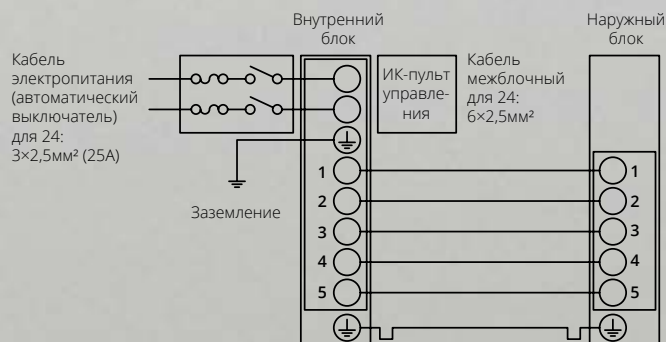 Внутренний
блок
Наружный
блок
Кабель
электропитания
(автоматический
выключатель)
для 24:
3×2,5мм² (25А)
ИК-пульт
управле-
ния
Кабель
межблочный
для 24:
6×2,5мм²
Заземление
1
2
3
4
5
1
2
3
4
5